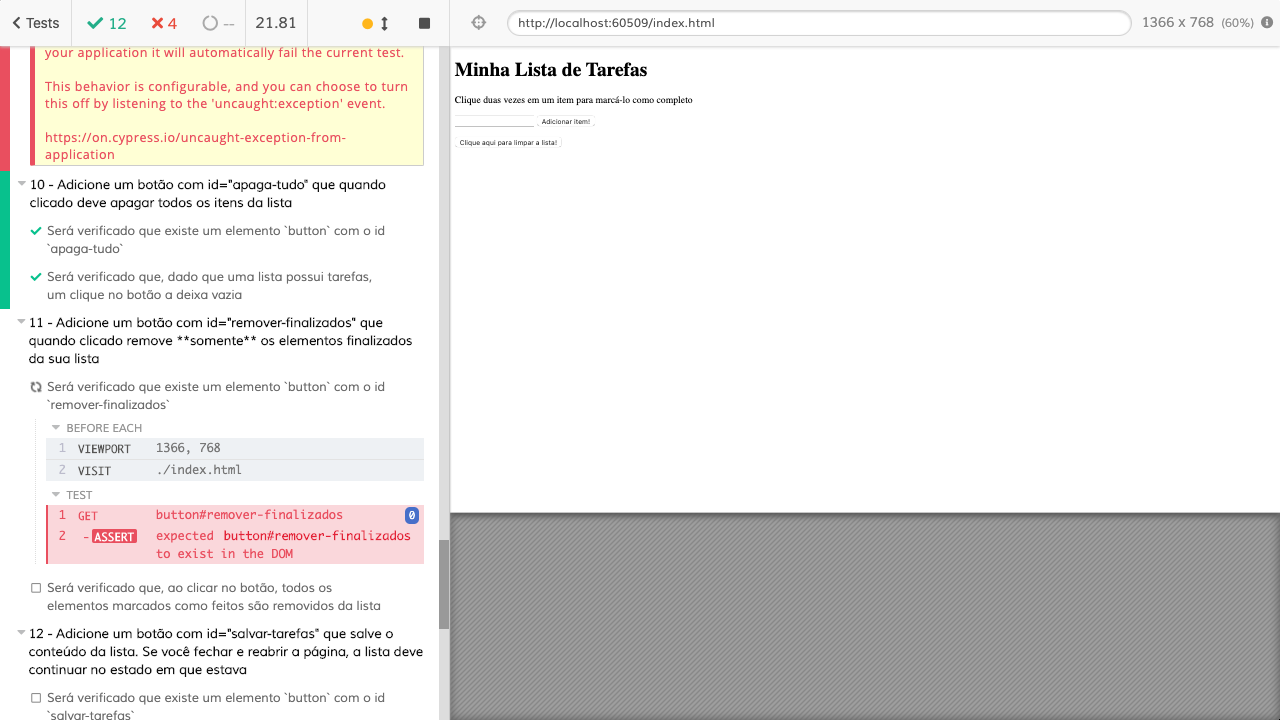 Tests
12
4
--
21.81
http://localhost:60509/index.html
1366 x 768 (60%)
your application it will automatically fail the current test.
This behavior is configurable, and you can choose to turn
this off by listening to the 'uncaught:exception' event.
https://on.cypress.io/uncaught-exception-from-
application
10 - Adicione um botão com id="apaga-tudo" que quando
clicado deve apagar todos os itens da lista
Será verificado que existe um elemento `button` com o id
`apaga-tudo`
Será verificado que, dado que uma lista possui tarefas,
um clique no botão a deixa vazia
11 - Adicione um botão com id="remover-finalizados" que
quando clicado remove **somente** os elementos finalizados
da sua lista
Será verificado que existe um elemento `button` com o id
`remover-finalizados`
BEFORE EACH
1 VIEWPORT 1366, 768
2 VISIT ./index.html
TEST
1 GET button#remover-finalizados 0
2 -ASSERT expected button#remover-finalizados
to exist in the DOM
Será verificado que, ao clicar no botão, todos os
elementos marcados como feitos são removidos da lista
12 - Adicione um botão com id="salvar-tarefas" que salve o
conteúdo da lista. Se você fechar e reabrir a página, a lista deve
continuar no estado em que estava
Será verificado que existe um elemento `button` com o id
`salvar-tarefas`
Minha Lista de Tarefas
Clique duas vezes em um item para marcá-lo como completo
Adicionar item!
Clique aqui para limpar a lista!